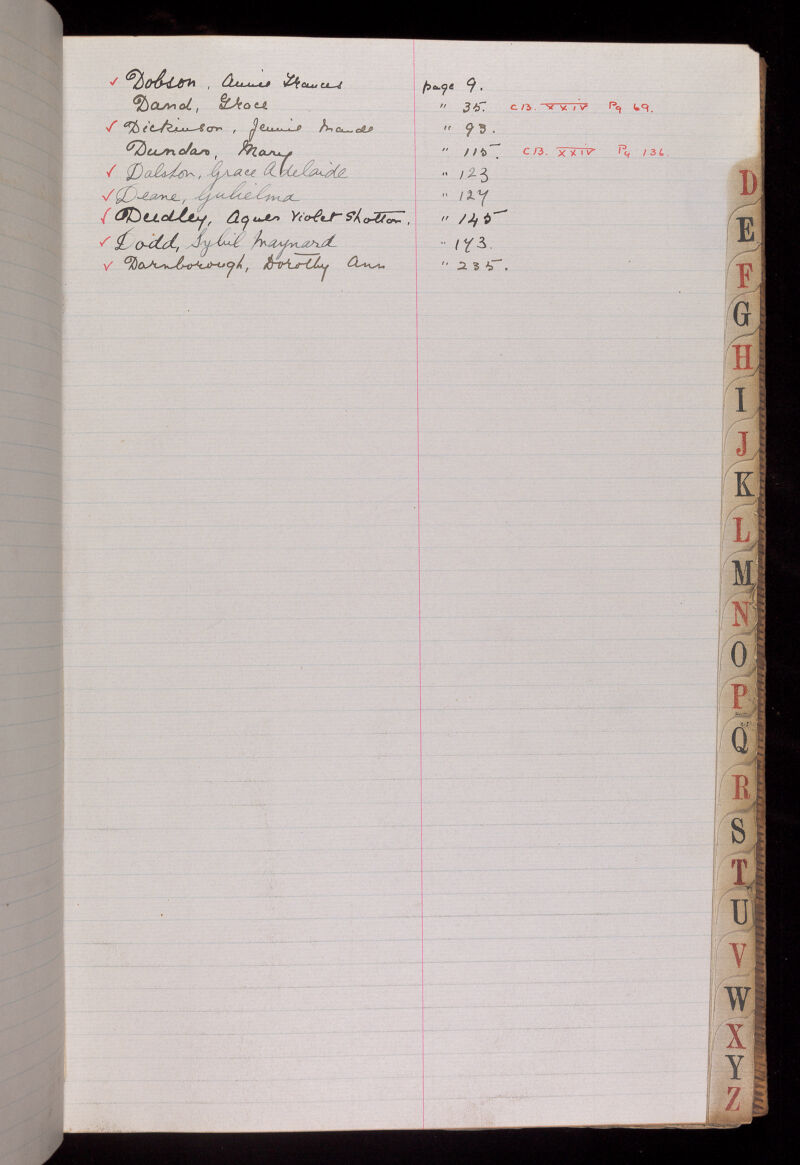 ✓ Dobson, Annie Frances page 9.
Dand, Grace " 35. CB. XXIV Pg 69.
✓ Dickinson, Jennie Maude " 93.
Dundas, Mary " 115. CB. XXIV Pg 136.
✓ Dalston, Grace Adelaide " 123
✓ Deane, Gulielma " 127
✓ Dudley, Agnes Violet Shotton, " 145
✓ Dodd, Sybil Maynard " 173.
✓ Darnborough, Dorothy Ann " 235.
D
E
F
G
H
I
J
K
L
M
N
O
P
Q
R
S
T
U
V
W
X
Y
Z